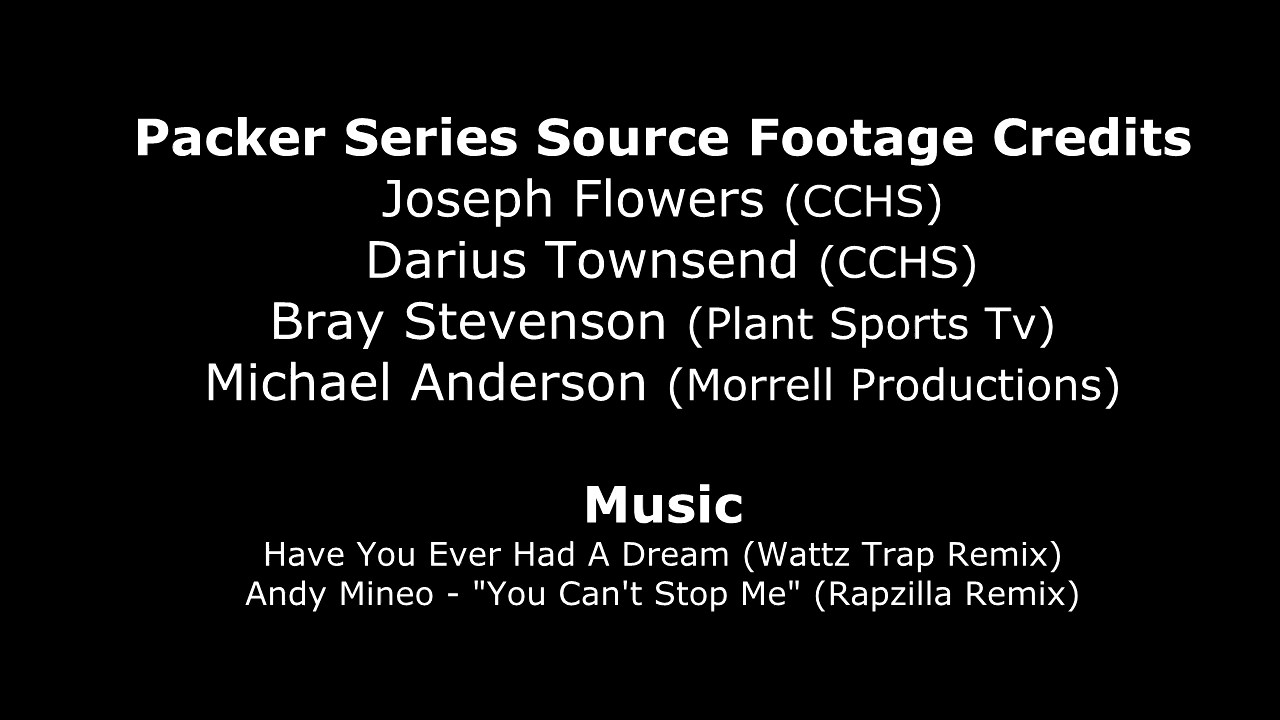 Packer Series Source Footage Credits
Joseph Flowers (CCHS)
Darius Townsend (CCHS)
Bray Stevenson (Plant Sports Tv)
Michael Anderson (Morrell Productions)
Music
Have You Ever Had A Dream (Wattz Trap Remix)
Andy Mineo - "You Can't Stop Me" (Rapzilla Remix)